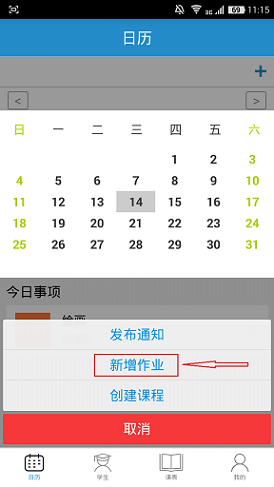 3G 69 11:15
日历
+
< >
日 一 二 三 四 五 六
1 2 3
4 5 6 7 8 9 10
11 12 13 14 15 16 17
18 19 20 21 22 23 24
25 26 27 28 29 30 31
今日事项
绘画
发布通知
新增作业
创建课程
取消
日历 学生 课表 我的